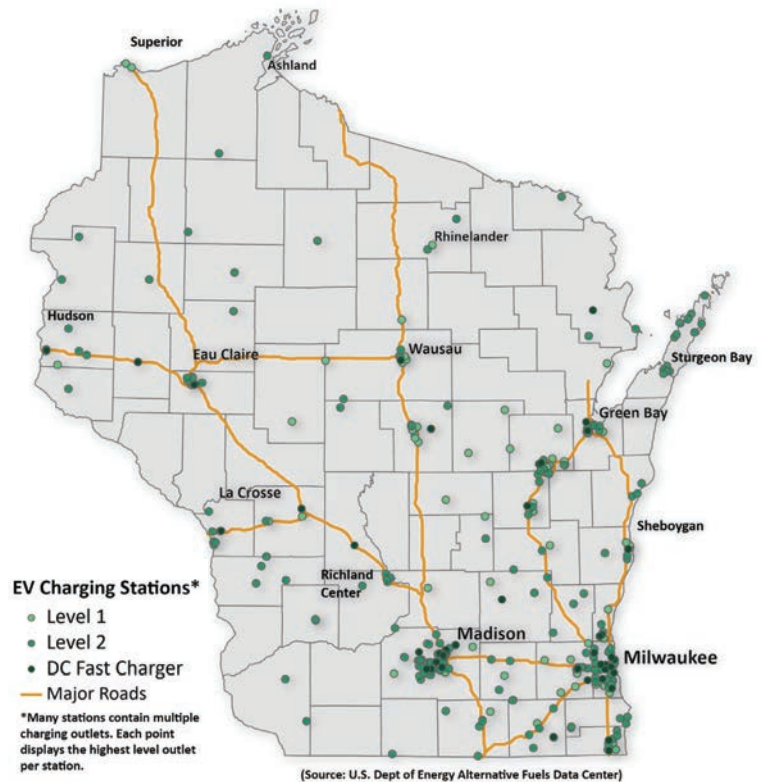 Superior
Ashland
Rhinelander
Hudson
Eau Claire
Wausau
Sturgeon Bay
Green Bay
La Crosse
Sheboygan
Richland
Center
Madison
Milwaukee
EV Charging Stations*
Level 1
Level 2
DC Fast Charger
Major Roads
*Many stations contain multiple
charging outlets. Each point
displays the highest level outlet
per station.
(Source: U.S. Dept of Energy Alternative Fuels Data Center)